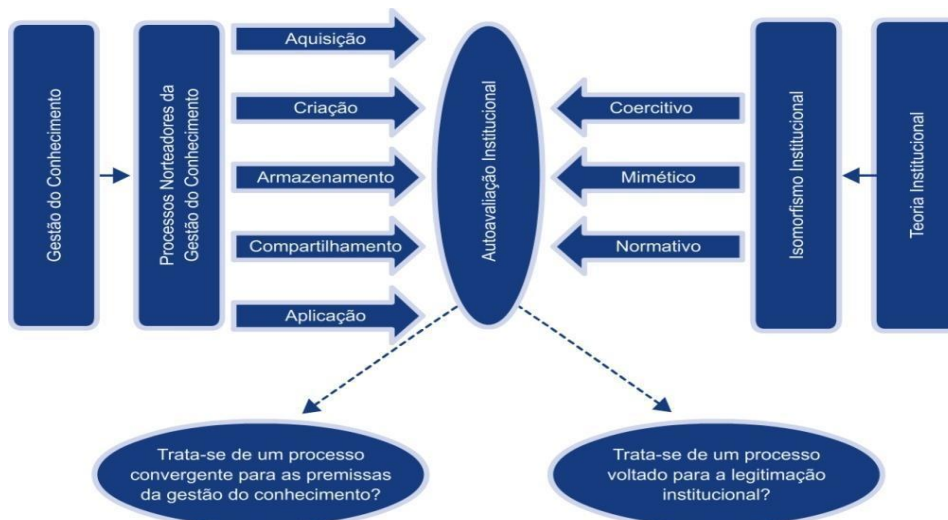 Gestão do Conhecimento
Processos Norteadores da
Gestão do Conhecimento
Aquisição
Criação
Armazenamento
Compartilhamento
Aplicação
Autoavaliação Institucional
Coercitivo
Mimético
Normativo
Isomorfismo Institucional
Teoria Institucional
Trata-se de um processo
convergente para as premissas
da gestão do conhecimento?
Trata-se de um processo
voltado para a legitimação
institucional?